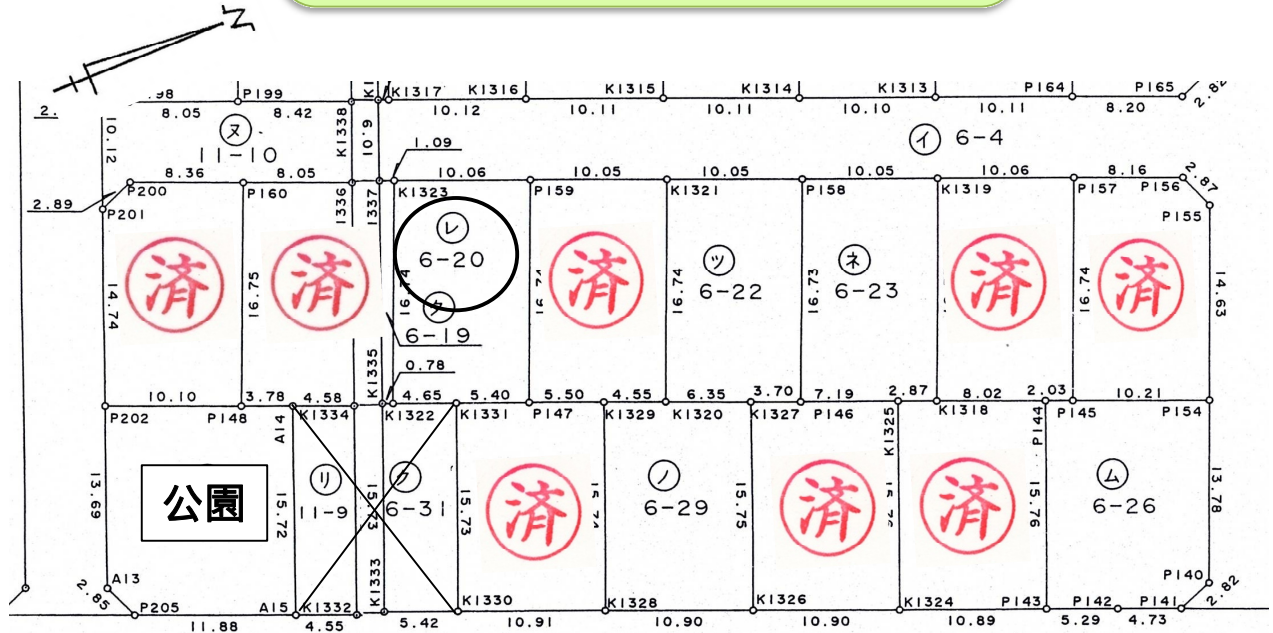 N
.98 P199 K1338 K1 K1317 K1316 K1315 K1314 K1313 P164 P165
2. 8.05 8.42 6.01 10.12 10.11 10.11 10.10 10.11 8.20 2.82
10.12 ヌ 1.09 イ 6-4
11-10
8.36 8.05 10.06 10.05 10.05 10.05 10.06 8.16 2.87
P200 P160 1336 1337 K1323 P159 K1321 P158 K1319 P157 P156
2.89 P201 P155
レ
6-20
済 済 済 ツ ネ 済 済
6-22 6-23
14.74 16.75 16.74 16.73 16.74 14.63
タ
6-19
K1335 0.78
10.10 3.78 4.58 4.65 5.40 5.50 4.55 6.35 3.70 7.19 2.87 8.02 2.03 10.21
P202 P148 A14 K1334 K1322 K1331 P147 K1329 K1320 K1327 P146 K1325 K1318 P144 P145 P154
リ ク ノ ム
公園 11-9 6-31 済 6-29 済 済 6-26
13.69 15.72 15.73 15.73 15.75 15.76 13.78
A13 K1333 P140
2.85 P205 A15 K1332 K1330 K1328 K1326 K1324 P143 P142 P141 2.82
11.88 4.55 5.42 10.91 10.90 10.90 10.89 5.29 4.73